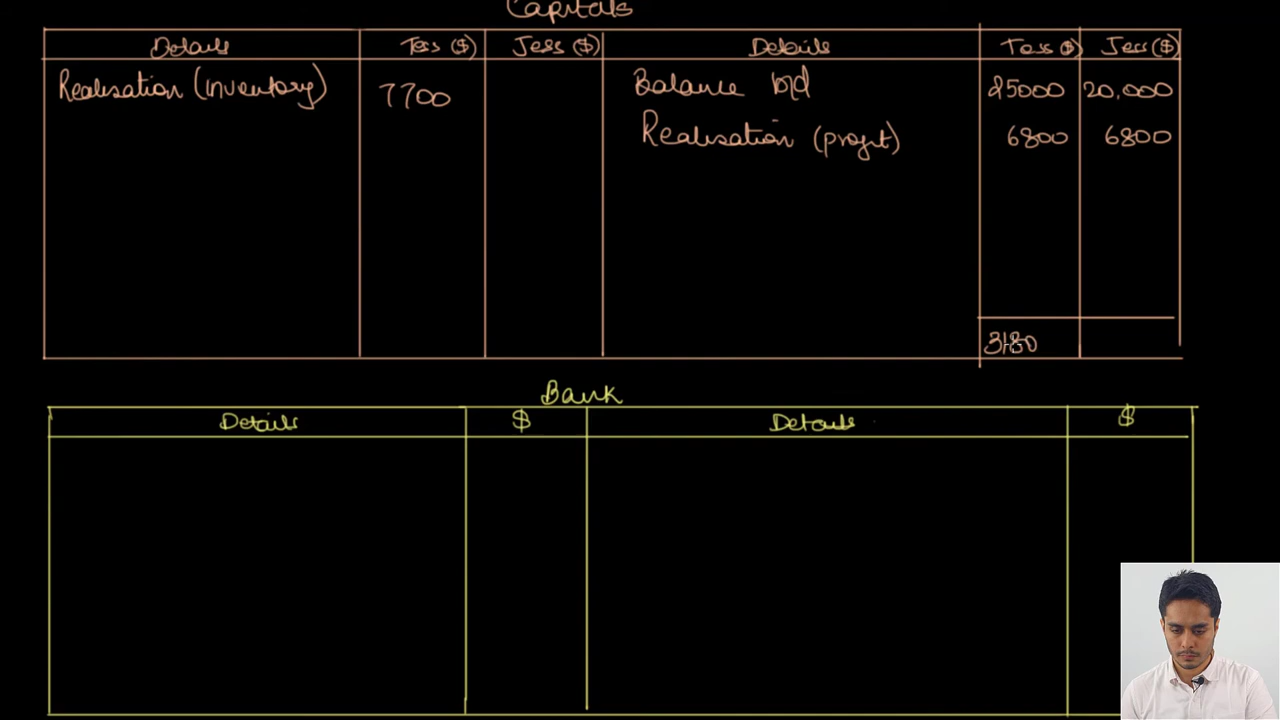 Capitals
Details Tess ($) Jess ($) Details Tess ($) Jess ($)
Realisation (inventory) 7700 Balance b/d 25000 20,000
Realisation (profit) 6800 6800
3180
Bank
Details $ Details $